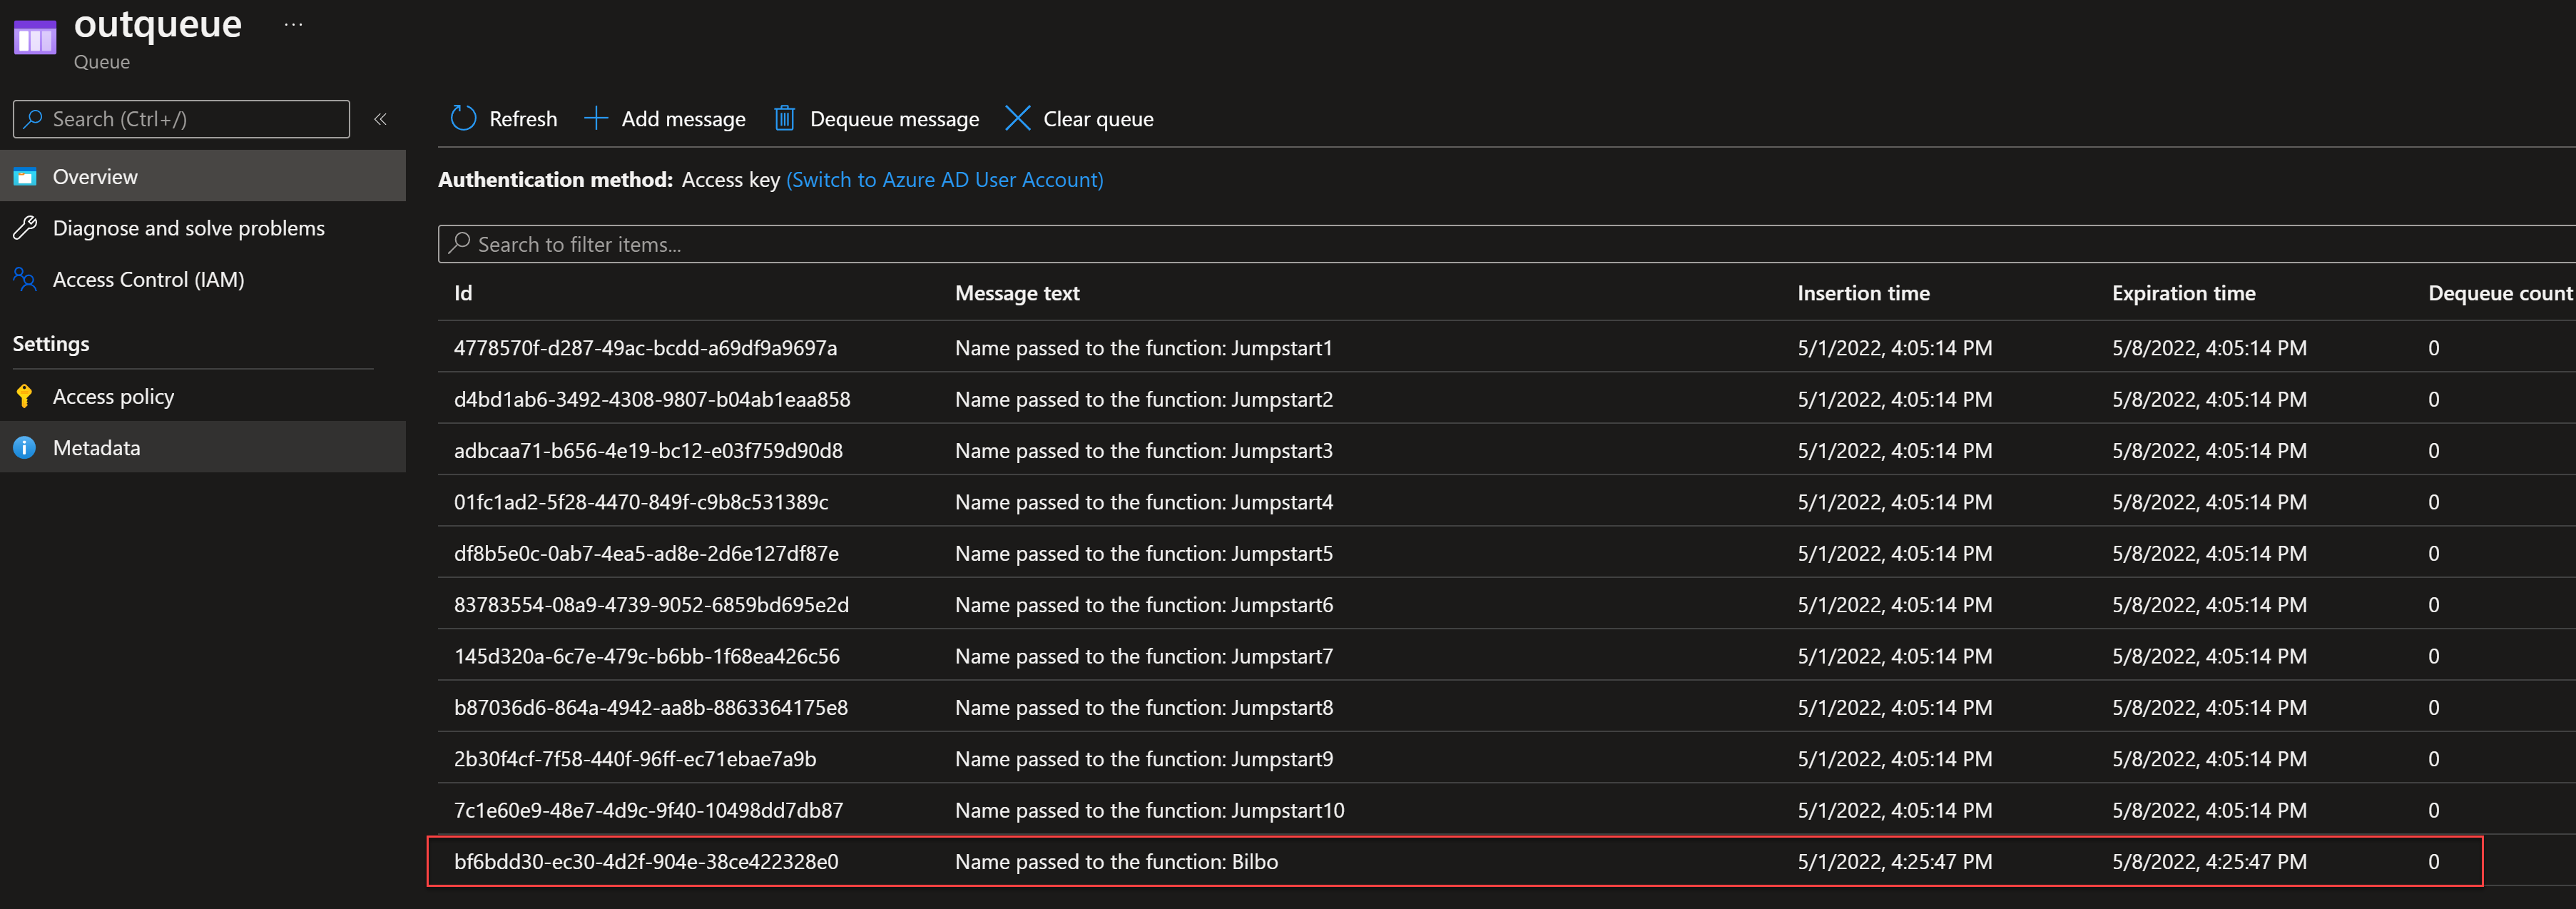 outqueue ...
Queue
Search (Ctrl+/) «
Overview
Diagnose and solve problems
Access Control (IAM)
Settings
Access policy
Metadata
Refresh Add message Dequeue message Clear queue
Authentication method: Access key (Switch to Azure AD User Account)
Search to filter items...
Id Message text Insertion time Expiration time Dequeue count
4778570f-d287-49ac-bcdd-a69df9a9697a Name passed to the function: Jumpstart1 5/1/2022, 4:05:14 PM 5/8/2022, 4:05:14 PM 0
d4bd1ab6-3492-4308-9807-b04ab1eaa858 Name passed to the function: Jumpstart2 5/1/2022, 4:05:14 PM 5/8/2022, 4:05:14 PM 0
adbcaa71-b656-4e19-bc12-e03f759d90d8 Name passed to the function: Jumpstart3 5/1/2022, 4:05:14 PM 5/8/2022, 4:05:14 PM 0
01fc1ad2-5f28-4470-849f-c9b8c531389c Name passed to the function: Jumpstart4 5/1/2022, 4:05:14 PM 5/8/2022, 4:05:14 PM 0
df8b5e0c-0ab7-4ea5-ad8e-2d6e127df87e Name passed to the function: Jumpstart5 5/1/2022, 4:05:14 PM 5/8/2022, 4:05:14 PM 0
83783554-08a9-4739-9052-6859bd695e2d Name passed to the function: Jumpstart6 5/1/2022, 4:05:14 PM 5/8/2022, 4:05:14 PM 0
145d320a-6c7e-479c-b6bb-1f68ea426c56 Name passed to the function: Jumpstart7 5/1/2022, 4:05:14 PM 5/8/2022, 4:05:14 PM 0
b87036d6-864a-4942-aa8b-8863364175e8 Name passed to the function: Jumpstart8 5/1/2022, 4:05:14 PM 5/8/2022, 4:05:14 PM 0
2b30f4cf-7f58-440f-96ff-ec71ebae7a9b Name passed to the function: Jumpstart9 5/1/2022, 4:05:14 PM 5/8/2022, 4:05:14 PM 0
7c1e60e9-48e7-4d9c-9f40-10498dd7db87 Name passed to the function: Jumpstart10 5/1/2022, 4:05:14 PM 5/8/2022, 4:05:14 PM 0
bf6bdd30-ec30-4d2f-904e-38ce422328e0 Name passed to the function: Bilbo 5/1/2022, 4:25:47 PM 5/8/2022, 4:25:47 PM 0